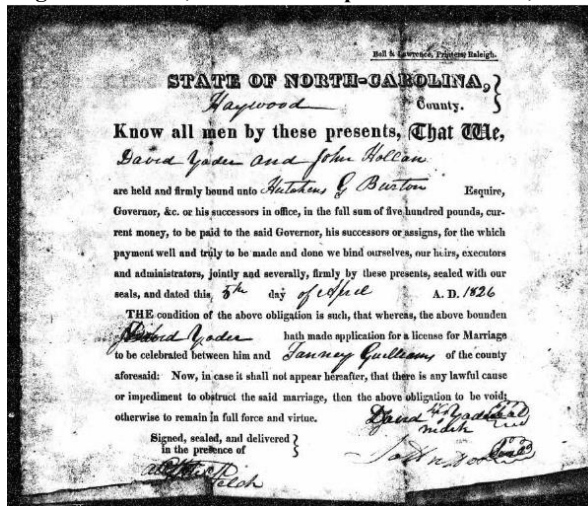 Bell & Lawrence, Printers, Raleigh.
STATE OF NORTH-CAROLINA,
Haywood County.
Know all men by these presents, That We,
David Yoder and John Hollan
are held and firmly bound unto Hutchens G Burton Esquire,
Governor, &c. or his successors in office, in the full sum of five hundred pounds, cur-
rent money, to be paid to the said Governor, his successors or assigns, for the which
payment well and truly to be made and done we bind ourselves, our heirs, executors
and administrators, jointly and severally, firmly by these presents, sealed with our
seals, and dated this 5th day of April A. D. 1826
THE condition of the above obligation is such, that whereas, the above bounden
David Yoder hath made application for a license for Marriage
to be celebrated between him and Fanney Guilliams of the county
aforesaid: Now, in case it shall not appear hereafter, that there is any lawful cause
or impediment to obstruct the said marriage, then the above obligation to be void;
otherwise to remain in full force and virtue.
David Yoder Seal
mark
Signed, sealed, and delivered
in the presence of
John Seal